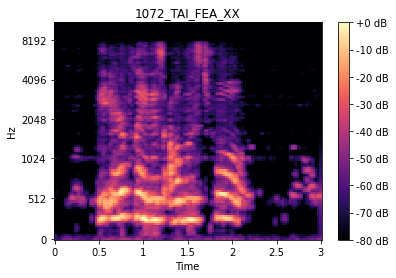 1072_TAI_FEA_XX
+0 dB
8192
-10 dB
4096
-20 dB
-30 dB
2048
Hz
-40 dB
1024
-50 dB
512
-60 dB
-70 dB
0
-80 dB
0 0.5 1 1.5 2 2.5 3
Time